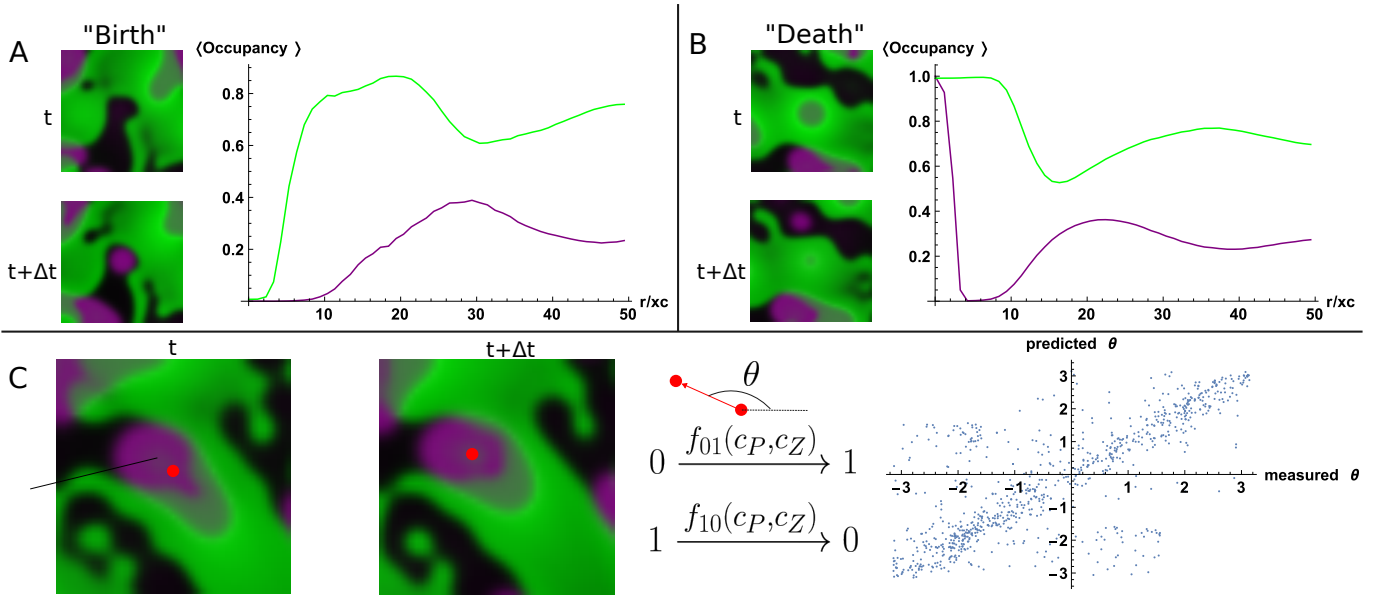 A
"Birth"
⟨Occupancy ⟩
t
t+Δt
0.8
0.6
0.4
0.2
10 20 30 40 50
r/xc
B
"Death"
⟨Occupancy ⟩
t
t+Δt
1.0
0.8
0.6
0.4
0.2
0
10 20 30 40 50
r/xc
C
t
t+Δt
θ
0 f01(cP,cZ) 1
1 f10(cP,cZ) 0
predicted θ
3
2
1
−3 −2 −1 1 2 3
measured θ
−1
−2
−3